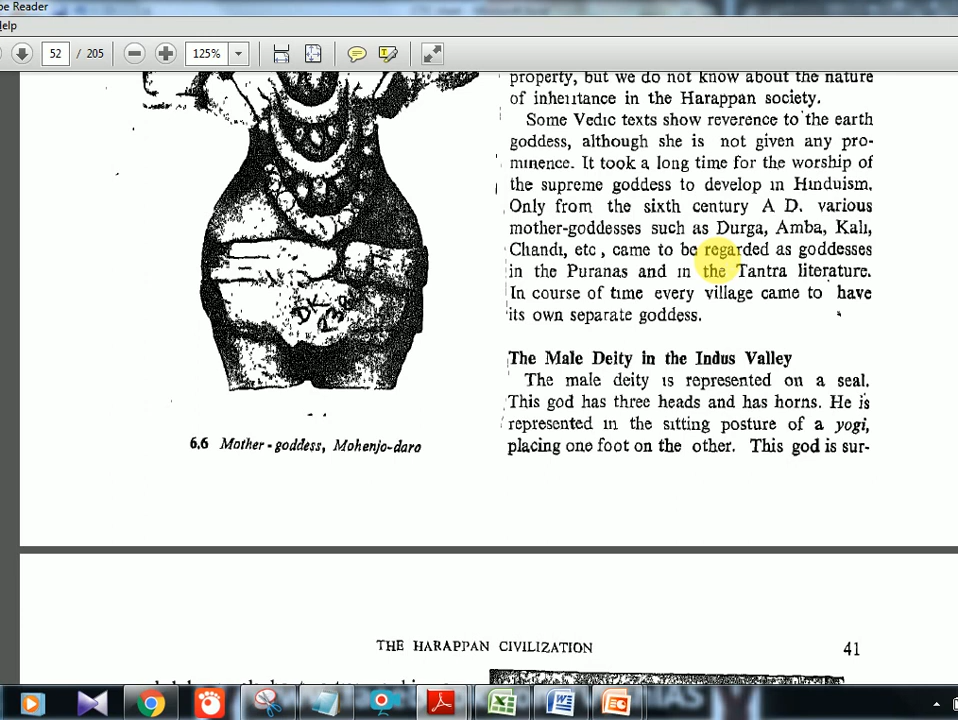 pe Reader
Help
52 / 205
125%
property, but we do not know about the nature
of inheritance in the Harappan society.
Some Vedic texts show reverence to the earth
goddess, although she is not given any pro-
minence. It took a long time for the worship of
the supreme goddess to develop in Hinduism.
Only from the sixth century A D. various
mother-goddesses such as Durga, Amba, Kali,
Chandi, etc , came to be regarded as goddesses
in the Puranas and in the Tantra literature.
In course of time every village came to have
its own separate goddess.
The Male Deity in the Indus Valley
The male deity is represented on a seal.
This god has three heads and has horns. He is
represented in the sitting posture of a yogi,
placing one foot on the other. This god is sur-
DK
6.6 Mother-goddess, Mohenjo-daro
THE HARAPPAN CIVILIZATION 41